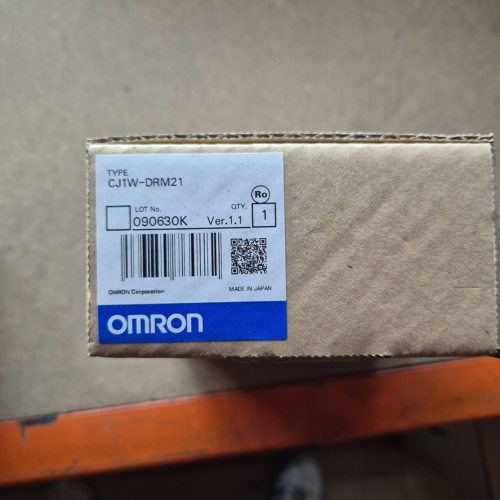 TYPE
CJ1W-DRM21
Ro
LOT No.
QTY.
090630K Ver.1.1 1
OMRON Corporation
MADE IN JAPAN
OMRON